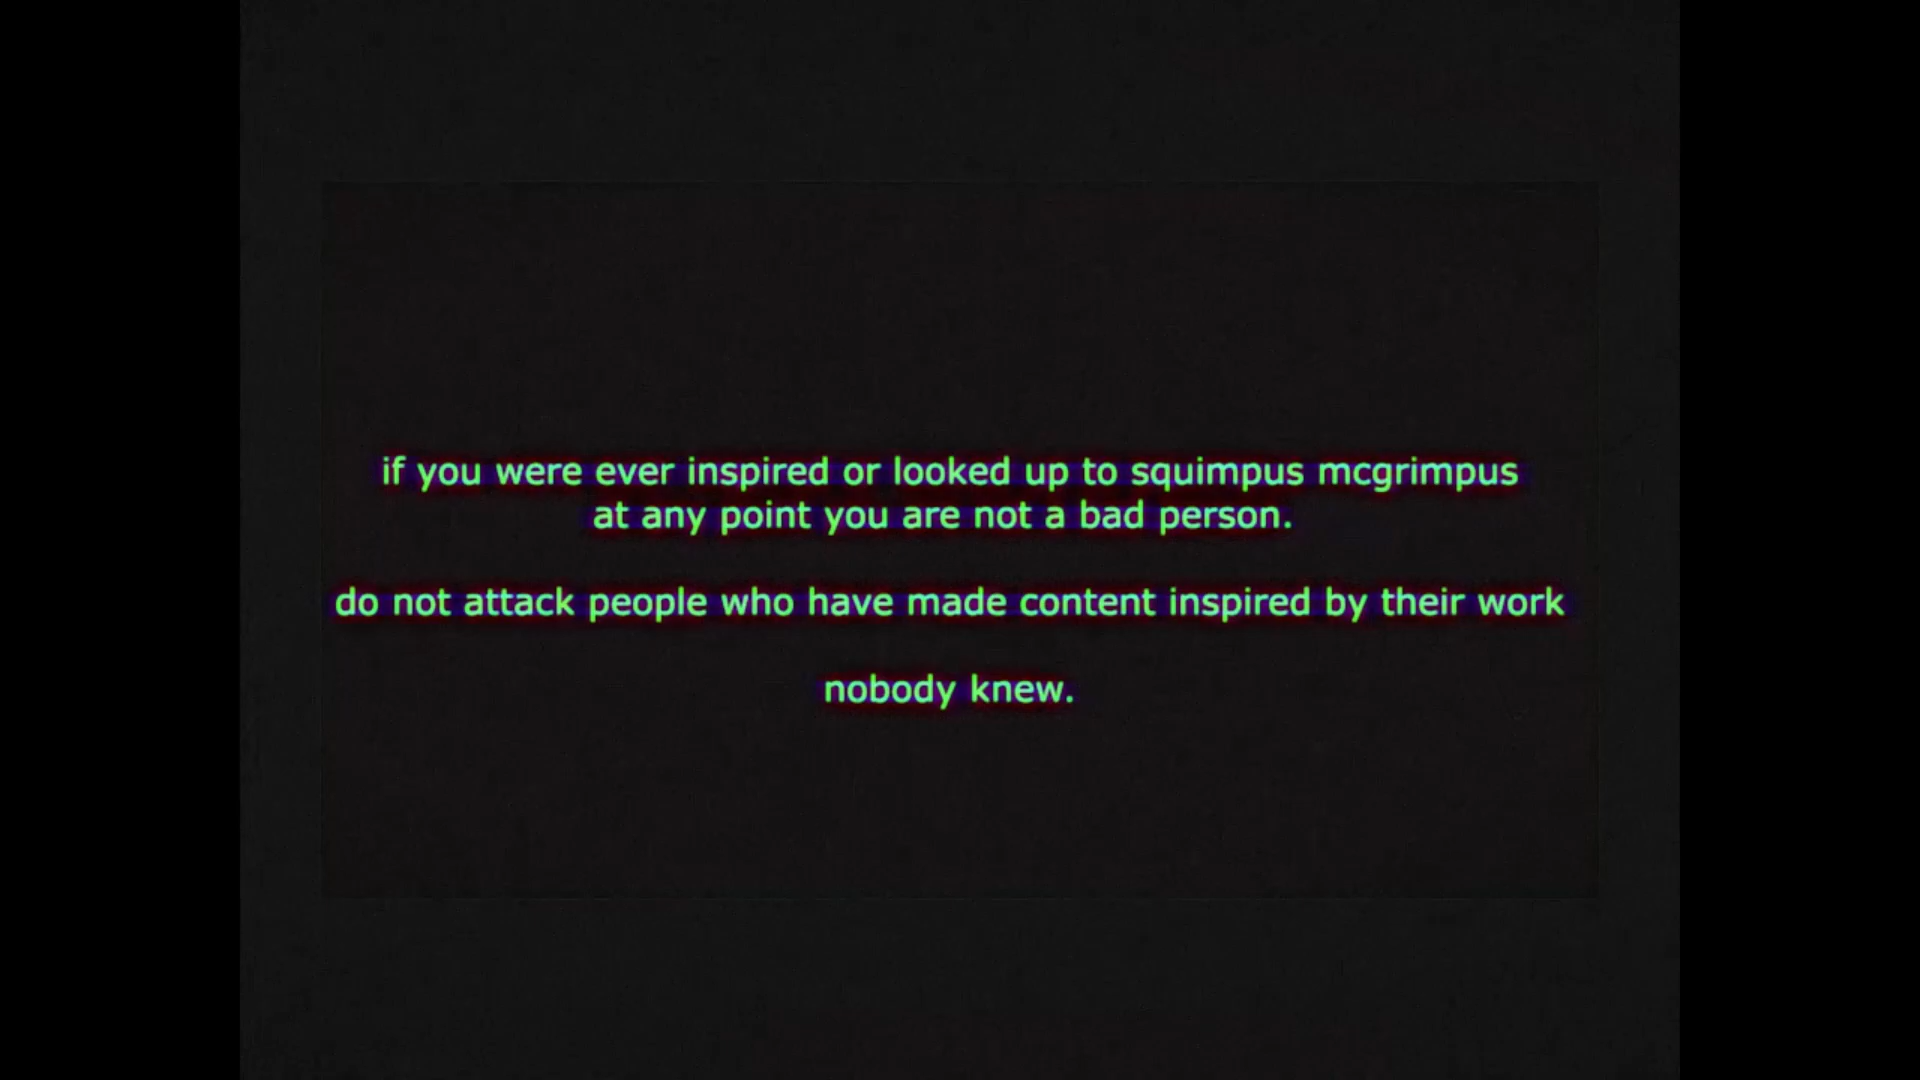 if you were ever inspired or looked up to squimpus mcgrimpus
at any point you are not a bad person.
do not attack people who have made content inspired by their work
nobody knew.